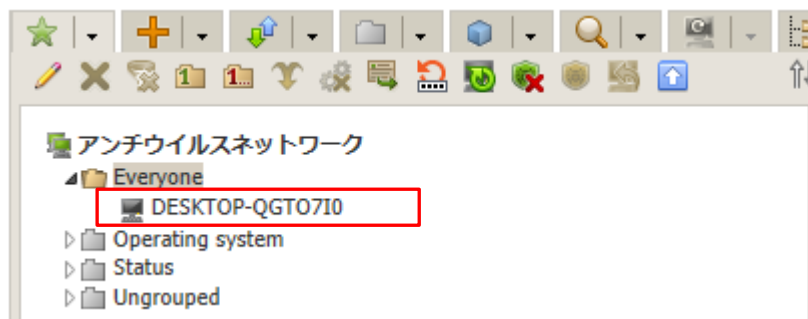 アンチウイルスネットワーク
Everyone
DESKTOP-QGTO7I0
Operating system
Status
Ungrouped